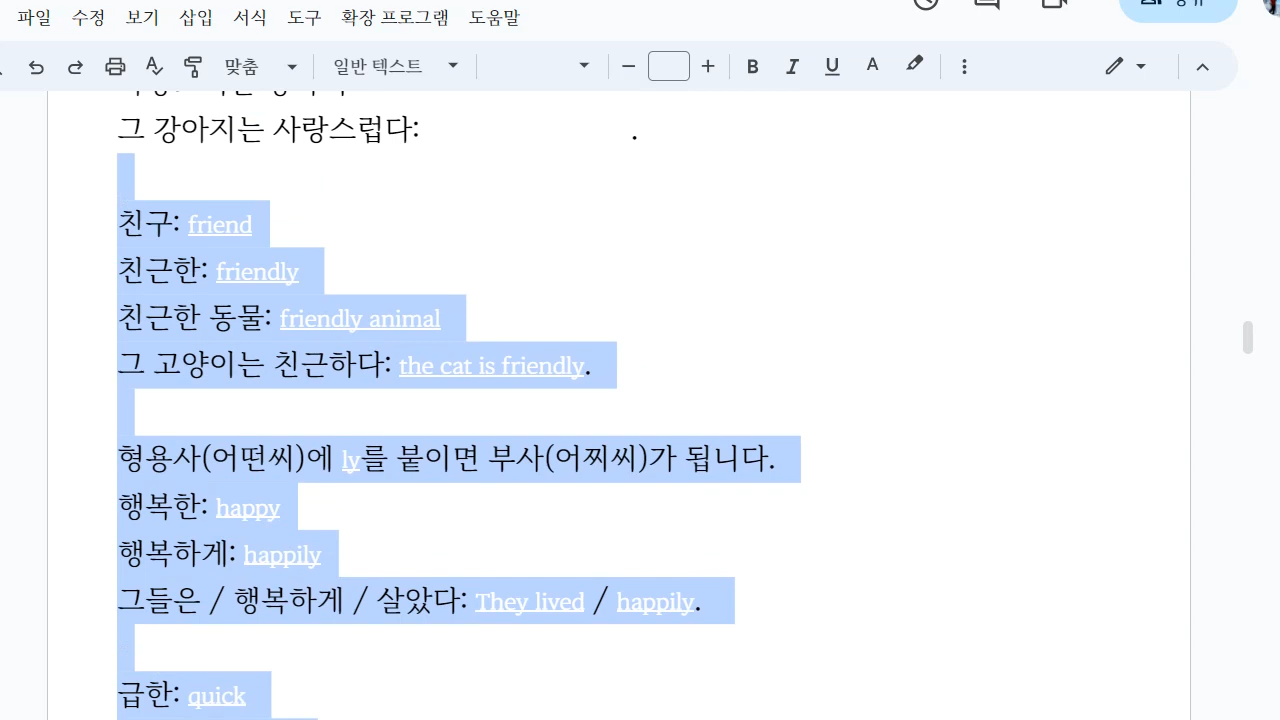 파일 수정 보기 삽입 서식 도구 확장 프로그램 도움말
맞춤 일반 텍스트 B I U A
그 강아지는 사랑스럽다: .
친구: friend
친근한: friendly
친근한 동물: friendly animal
그 고양이는 친근하다: the cat is friendly.
형용사(어떤씨)에 ly를 붙이면 부사(어찌씨)가 됩니다.
행복한: happy
행복하게: happily
그들은 / 행복하게 / 살았다: They lived / happily.
급한: quick